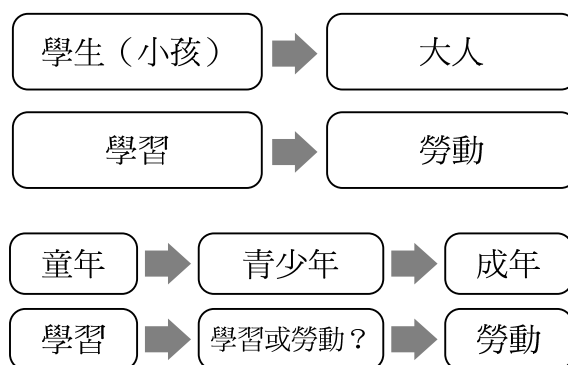 學生（小孩） 大人
學習 勞動
童年 青少年 成年
學習 學習或勞動？ 勞動